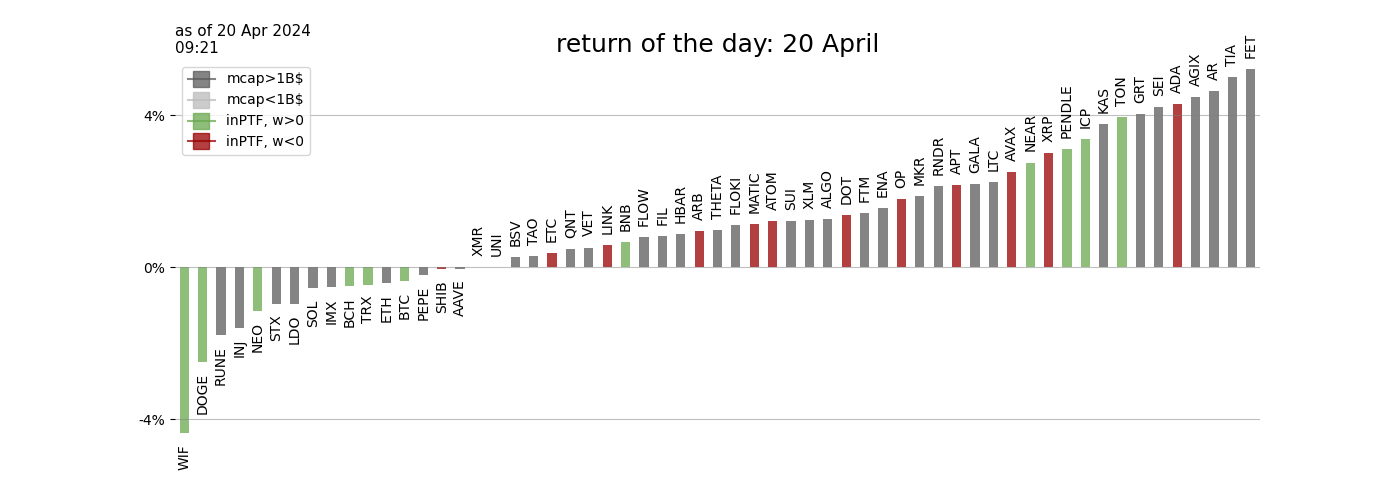 as of 20 Apr 2024
09:21
return of the day: 20 April
mcap>1B$
mcap<1B$
inPTF, w>0
inPTF, w<0
4%
0%
-4%
WIF
DOGE
RUNE
INJ
NEO
STX
LDO
SOL
IMX
BCH
TRX
ETH
BTC
PEPE
SHIB
AAVE
XMR
UNI
BSV
TAO
ETC
QNT
VET
LINK
BNB
FLOW
FIL
HBAR
ARB
THETA
FLOKI
MATIC
ATOM
SUI
XLM
ALGO
DOT
FTM
ENA
OP
MKR
RNDR
APT
GALA
LTC
AVAX
NEAR
XRP
PENDLE
ICP
KAS
TON
GRT
SEI
ADA
AGIX
AR
TIA
FET